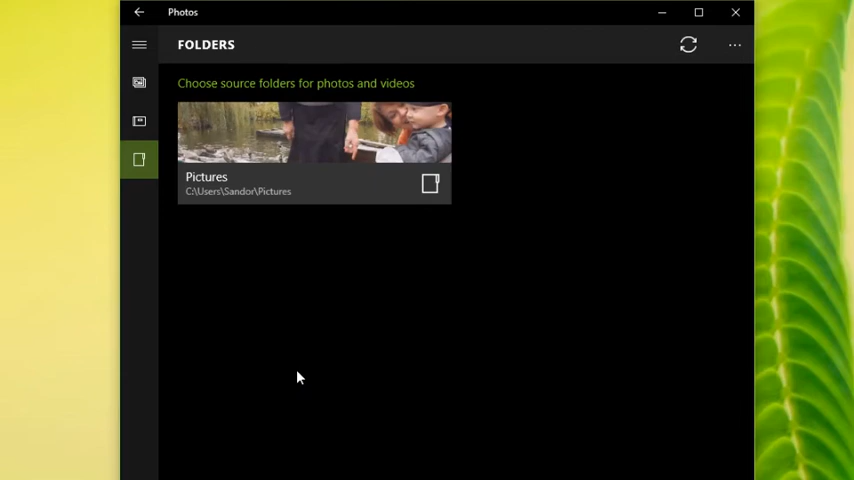 Photos
FOLDERS
Choose source folders for photos and videos
Pictures
C:\Users\Sandor\Pictures